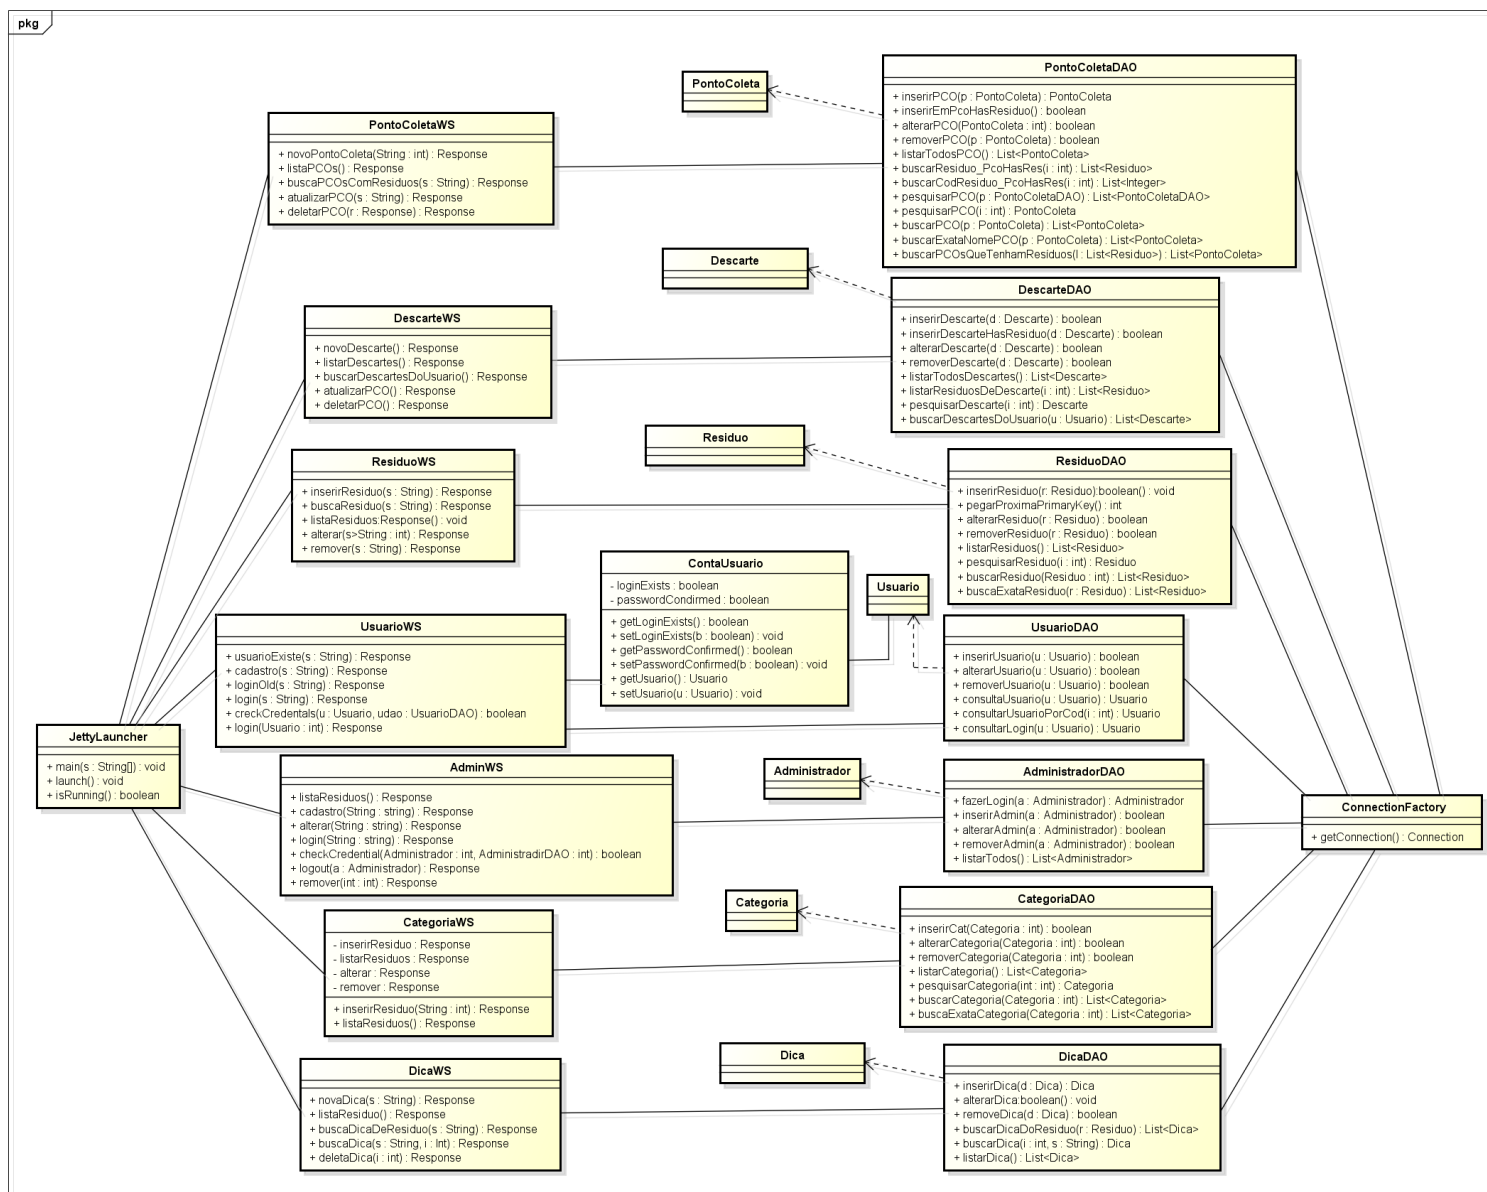 pkg
PontoColeta
PontoColetaDAO
+ inserirPCO(p : PontoColeta) : PontoColeta
+ inserirEmPcoHasResiduo() : boolean
+ alterarPCO(PontoColeta : int) : boolean
+ removerPCO(p : PontoColeta) : boolean
+ listarTodosPCO() : List<PontoColeta>
+ buscarResiduo_PcoHasRes(i : int) : List<Residuo>
+ buscarCodResiduo_PcoHasRes(i : int) : List<Integer>
+ pesquisarPCO(p : PontoColetaDAO) : List<PontoColetaDAO>
+ pesquisarPCO(i : int) : PontoColeta
+ buscarPCO(p : PontoColeta) : List<PontoColeta>
+ buscarExataNomePCO(p : PontoColeta) : List<PontoColeta>
+ buscarPCOsQueTenhamResiduos(l : List<Residuo>) : List<PontoColeta>
PontoColetaWS
+ novoPontoColeta(String : int) : Response
+ listaPCOs() : Response
+ buscaPCOsComResiduos(s : String) : Response
+ atualizarPCO(s : String) : Response
+ deletarPCO(r : Response) : Response
Descarte
DescarteDAO
+ inserirDescarte(d : Descarte) : boolean
+ inserirDescarteHasResiduo(d : Descarte) : boolean
+ alterarDescarte(d : Descarte) : boolean
+ removerDescarte(d : Descarte) : boolean
+ listarTodosDescartes() : List<Descarte>
+ listarResiduosDeDescarte(i : int) : List<Residuo>
+ pesquisarDescarte(i : int) : Descarte
+ buscarDescartesDoUsuario(u : Usuario) : List<Descarte>
DescarteWS
+ novoDescarte() : Response
+ listarDescartes() : Response
+ buscarDescartesDoUsuario() : Response
+ atualizarPCO() : Response
+ deletarPCO() : Response
Residuo
ResiduoDAO
+ inserirResiduo(r: Residuo):boolean() : void
+ pegarProximaPrimaryKey() : int
+ alterarResiduo(r : Residuo) : boolean
+ removerResiduo(r : Residuo) : boolean
+ listarResiduos() : List<Residuo>
+ pesquisarResiduo(i : int) : Residuo
+ buscarResiduo(Residuo : int) : List<Residuo>
+ buscaExataResiduo(r : Residuo) : List<Residuo>
ResiduoWS
+ inserirResiduo(s : String) : Response
+ buscaResiduo(s : String) : Response
+ listaResiduos:Response() : void
+ alterar(s>String : int) : Response
+ remover(s : String) : Response
ContaUsuario
- loginExists : boolean
- passwordCondirmed : boolean
+ getLoginExists() : boolean
+ setLoginExists(b : boolean) : void
+ getPasswordConfirmed() : boolean
+ setPasswordConfirmed(b : boolean) : void
+ getUsuario() : Usuario
+ setUsuario(u : Usuario) : void
Usuario
UsuarioDAO
+ inserirUsuario(u : Usuario) : boolean
+ alterarUsuario(u : Usuario) : boolean
+ removerUsuario(u : Usuario) : boolean
+ consultaUsuario(u : Usuario) : Usuario
+ consultarUsuarioPorCod(i : int) : Usuario
+ consultarLogin(u : Usuario) : Usuario
UsuarioWS
+ usuarioExiste(s : String) : Response
+ cadastro(s : String) : Response
+ loginOld(s : String) : Response
+ login(s : String) : Response
+ creckCredentals(u : Usuario, udao : UsuarioDAO) : boolean
+ login(Usuario : int) : Response
JettyLauncher
+ main(s : String[]) : void
+ launch() : void
+ isRunning() : boolean
AdminWS
+ listaResiduos() : Response
+ cadastro(String : string) : Response
+ alterar(String : string) : Response
+ login(String : string) : Response
+ checkCredential(Administrador : int, AdministradirDAO : int) : boolean
+ logout(a : Administrador) : Response
+ remover(int : int) : Response
Administrador
AdministradorDAO
+ fazerLogin(a : Administrador) : Administrador
+ inserirAdmin(a : Administrador) : boolean
+ alterarAdmin(a : Administrador) : boolean
+ removerAdmin(a : Administrador) : boolean
+ listarTodos() : List<Administrador>
ConnectionFactory
+ getConnection() : Connection
Categoria
CategoriaDAO
+ inserirCat(Categoria : int) : boolean
+ alterarCategoria(Categoria : int) : boolean
+ removerCategoria(Categoria : int) : boolean
+ listarCategoria() : List<Categoria>
+ pesquisarCategoria(int : int) : Categoria
+ buscarCategoria(Categoria : int) : List<Categoria>
+ buscaExataCategoria(Categoria : int) : List<Categoria>
CategoriaWS
- inserirResiduo : Response
- listarResiduos : Response
- alterar : Response
- remover : Response
+ inserirResiduo(String : int) : Response
+ listaResiduos() : Response
Dica
DicaDAO
+ inserirDica(d : Dica) : Dica
+ alterarDica:boolean() : void
+ removeDica(d : Dica) : boolean
+ buscarDicaDoResiduo(r : Residuo) : List<Dica>
+ buscarDica(i : int, s : String) : Dica
+ listarDica() : List<Dica>
DicaWS
+ novaDica(s : String) : Response
+ listaResiduo() : Response
+ buscaDicaDeResiduo(s : String) : Response
+ buscaDica(s : String, i : Int) : Response
+ deletaDica(i : int) : Response